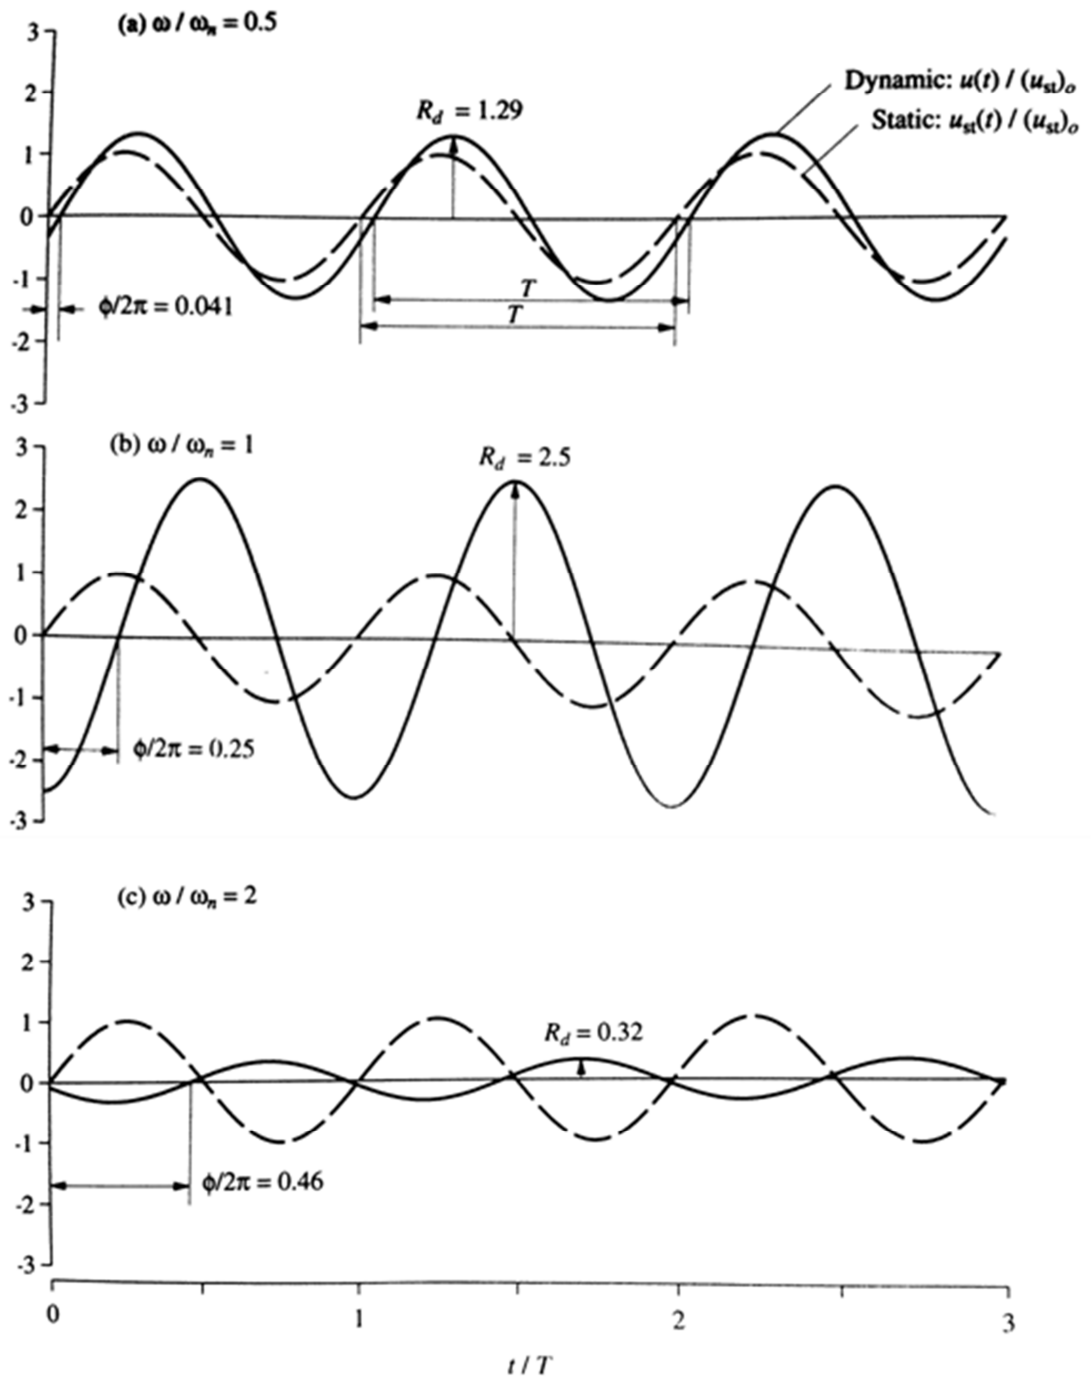 (a) ω / ωn = 0.5
3
2
1
0
-1
-2
-3
Rd = 1.29
Dynamic: u(t) / (ust)o
Static: ust(t) / (ust)o
T
T
ϕ/2π = 0.041
(b) ω / ωn = 1
3
2
1
0
-1
-2
-3
Rd = 2.5
ϕ/2π = 0.25
(c) ω / ωn = 2
3
2
1
0
-1
-2
-3
Rd = 0.32
ϕ/2π = 0.46
0 1 2 3
t / T